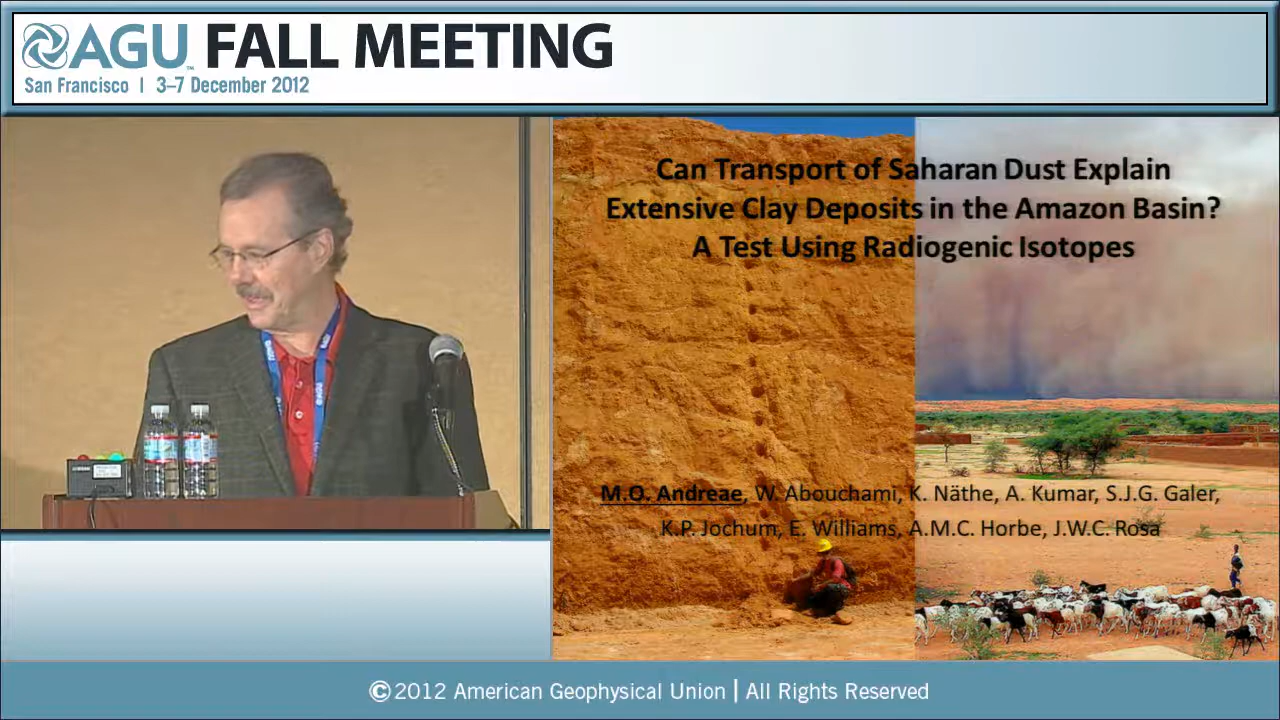 AGU FALL MEETING
San Francisco | 3–7 December 2012
Can Transport of Saharan Dust Explain
Extensive Clay Deposits in the Amazon Basin?
A Test Using Radiogenic Isotopes
M.O. Andreae, W. Abouchami, K. Näthe, A. Kumar, S.J.G. Galer,
K.P. Jochum, E. Williams, A.M.C. Horbe, J.W.C. Rosa
©2012 American Geophysical Union | All Rights Reserved